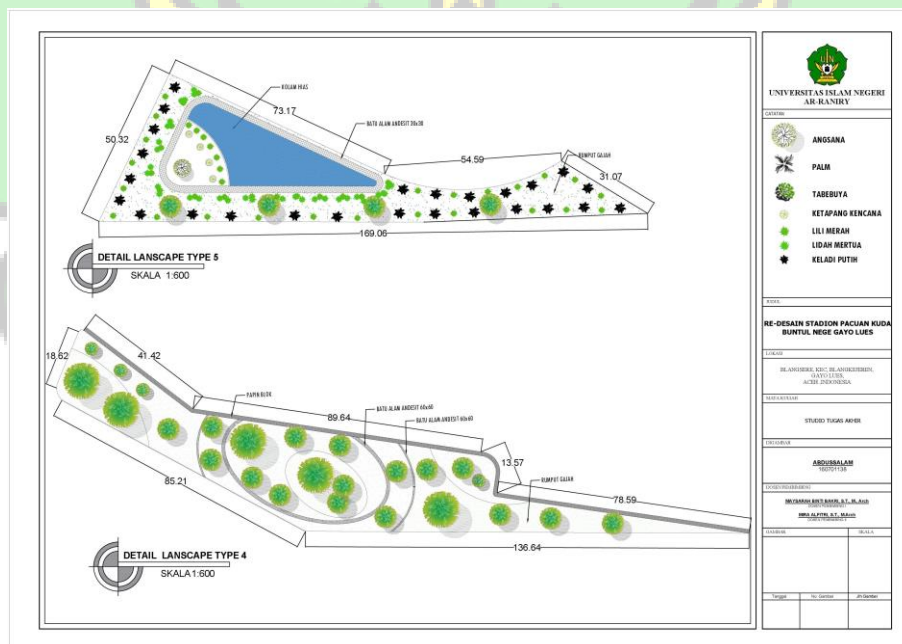 KOLAM HIAS
73.17
BATU ALAM ANDESIT 30x30
50.32
54.59
RUMPUT GAJAH
31.07
169.06
DETAIL LANSCAPE TYPE 5
SKALA 1:600
18.62
41.42
PAPIN BLOK
89.64
BATU ALAM ANDESIT 60x60
BATU ALAM ANDESIT 60x60
13.57
RUMPUT GAJAH
78.59
85.21
136.64
DETAIL LANSCAPE TYPE 4
SKALA 1:600
UNIVERSITAS ISLAM NEGERI
AR-RANIRY
CATATAN
ANGSANA
PALM
TABEBUYA
KETAPANG KENCANA
LILI MERAH
LIDAH MERTUA
KELADI PUTIH
JUDUL
RE-DESAIN STADION PACUAN KUDA
BUNTUL NEGE GAYO LUES
LOKASI
GAYO LUES,
ACEH, INDONESIA
STUDIO TUGAS AKHIR
DIGAMBAR
ABDUSSALAM
160701138
DOSEN PEMBIMBING
GAMBAR
SKALA
Tanggal
No. Gambar
Jlh Gambar